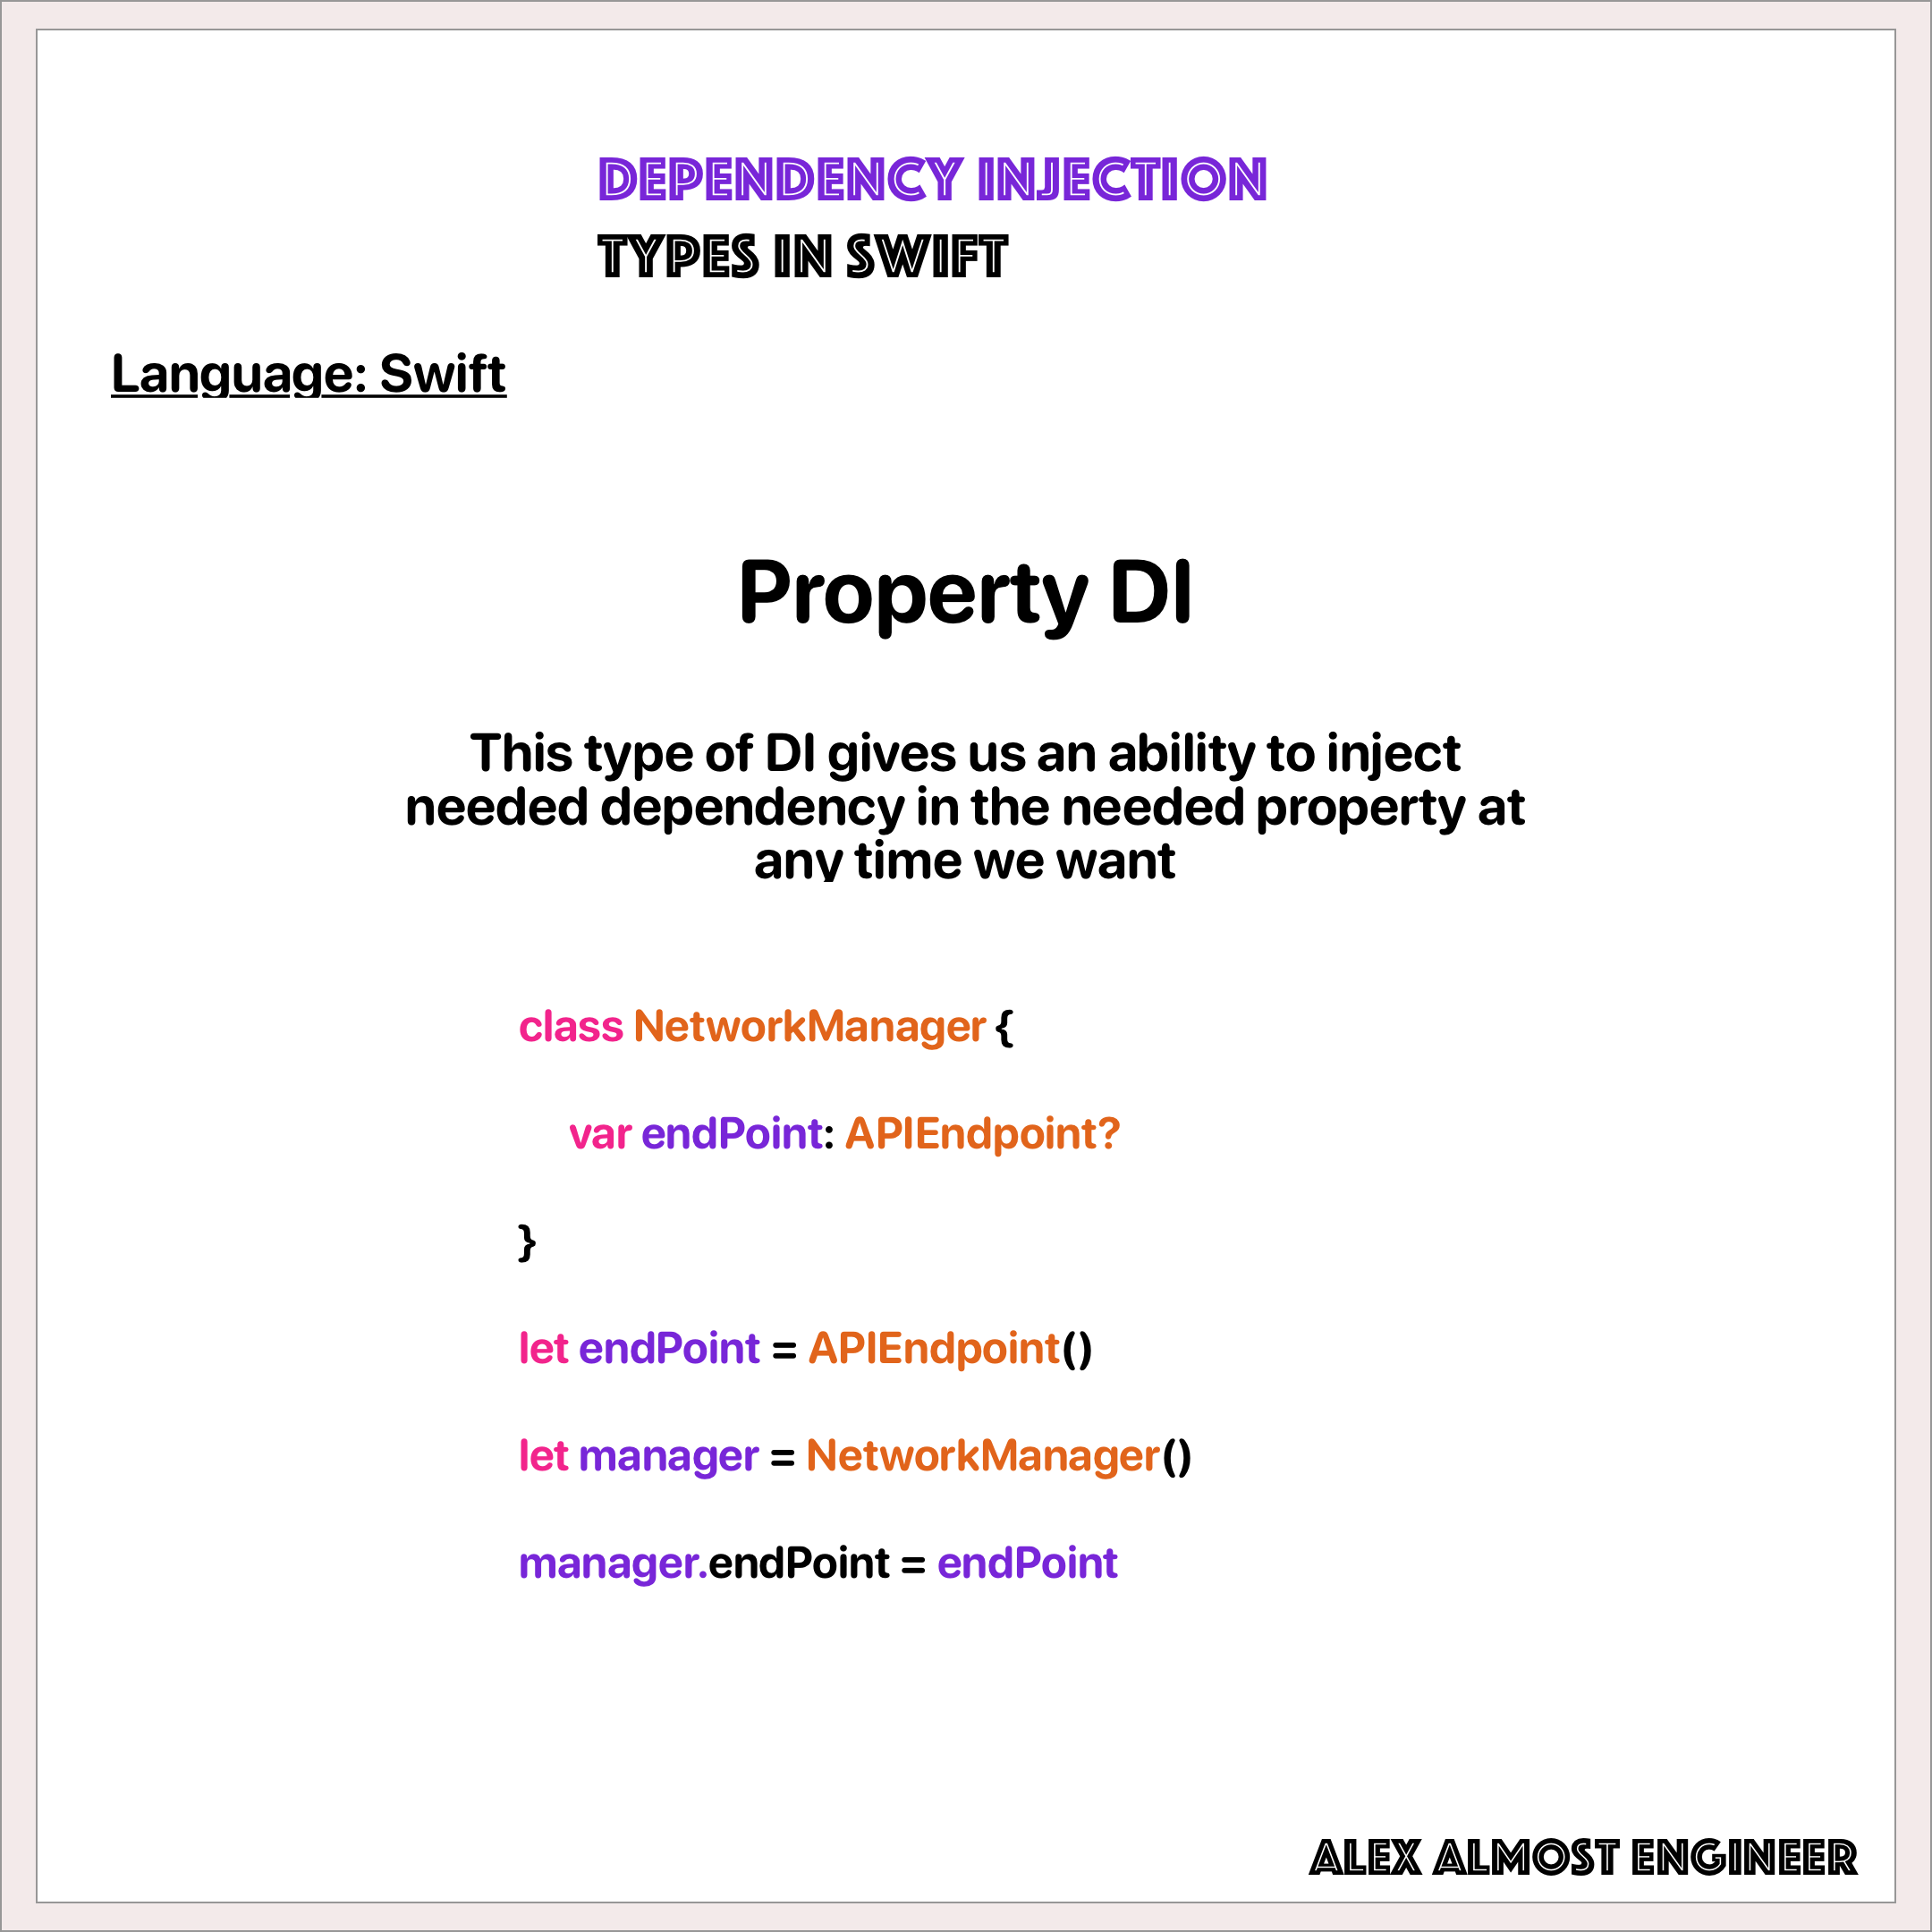 DEPENDENCY INJECTION
TYPES IN SWIFT
Language: Swift
Property DI
This type of DI gives us an ability to inject
needed dependency in the needed property at
any time we want
class NetworkManager {
var endPoint: APIEndpoint?
}
let endPoint = APIEndpoint()
let manager = NetworkManager()
manager.endPoint = endPoint
ALEX ALMOST ENGINEER